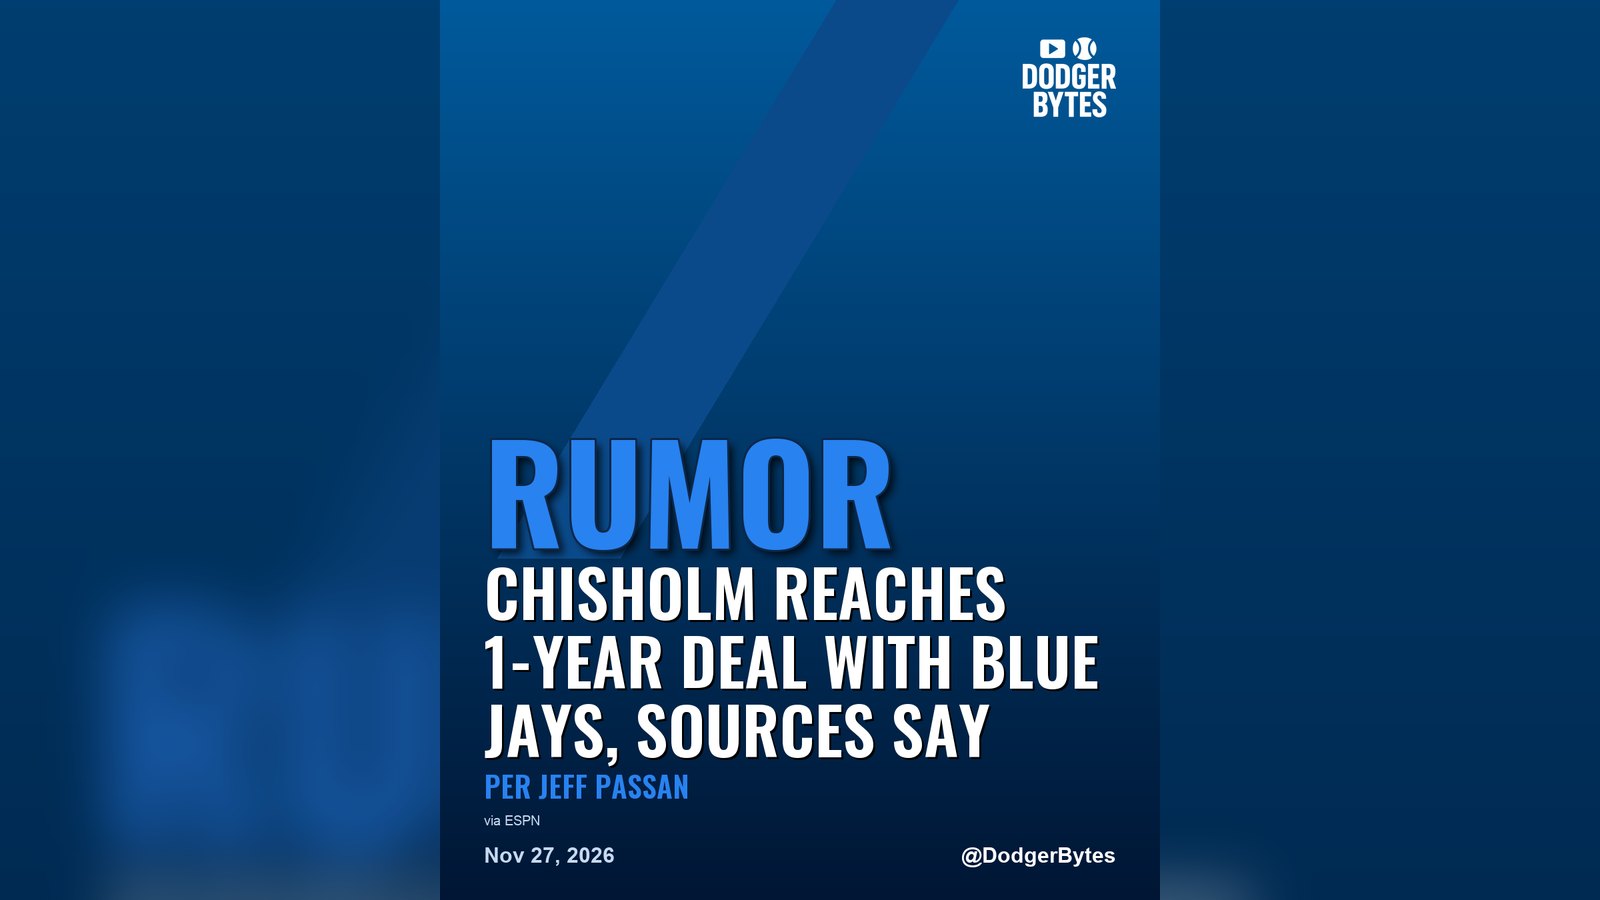 DODGER
BYTES
RUMOR
CHISHOLM REACHES
1-YEAR DEAL WITH BLUE
JAYS, SOURCES SAY
PER JEFF PASSAN
via ESPN
Nov 27, 2026
@DodgerBytes